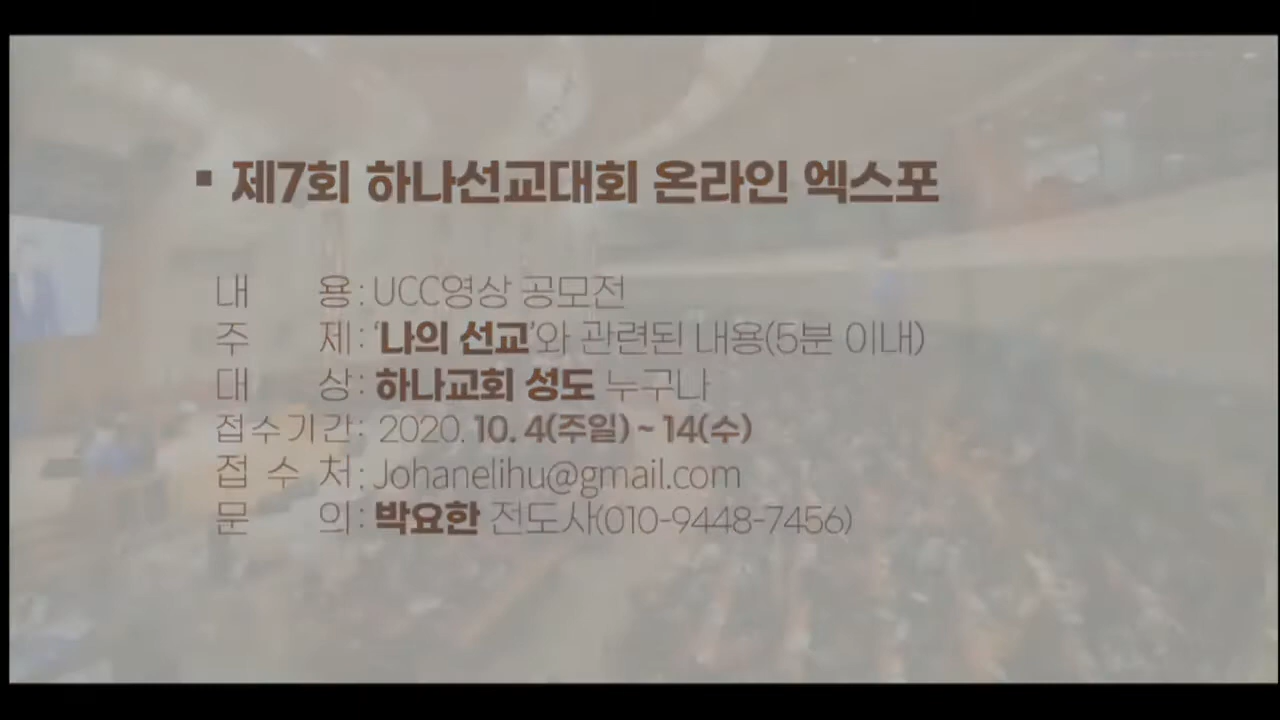 ▪ 제7회 하나선교대회 온라인 엑스포
내 용 : UCC영상 공모전
주 제 : ‘나의 선교’와 관련된 내용(5분 이내)
대 상 : 하나교회 성도 누구나
접수기간 : 2020. 10. 4(주일) ~ 14(수)
접 수 처 : Johanelihu@gmail.com
문 의 : 박요한 전도사(010-9448-7456)